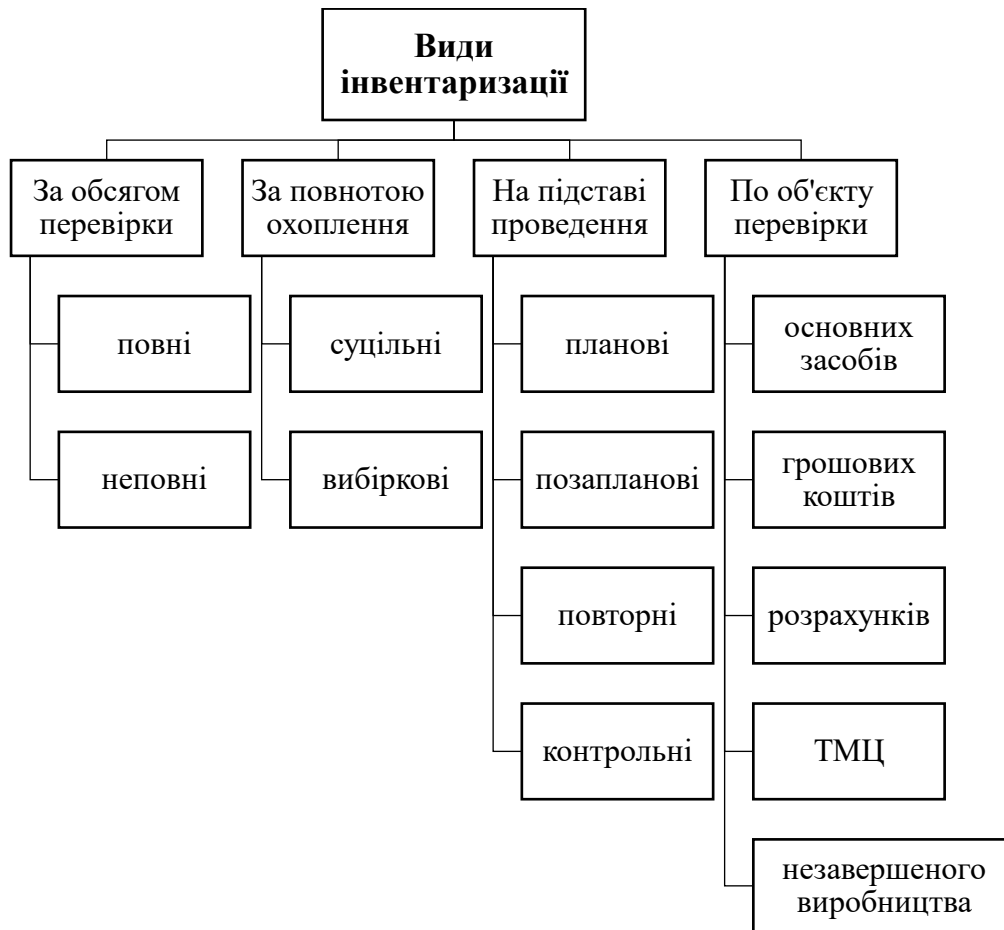 Види
інвентаризації
За обсягом
перевірки
повні
неповні
За повнотою
охоплення
суцільні
вибіркові
На підставі
проведення
планові
позапланові
повторні
контрольні
По об'єкту
перевірки
основних
засобів
грошових
коштів
розрахунків
ТМЦ
незавершеного
виробництва